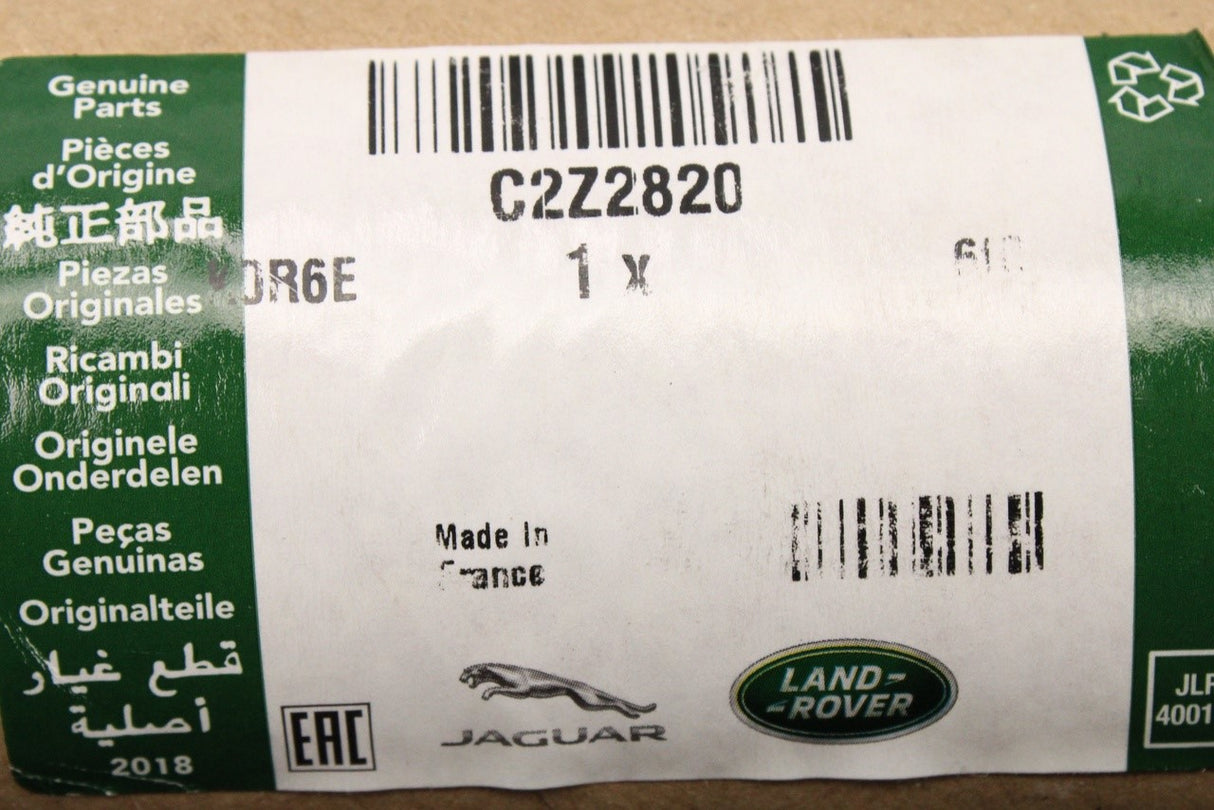 Genuine
Parts
Pièces
d'Origine
純正部品
Piezas
Originales
Ricambi
Originali
Originele
Onderdelen
Peças
Genuinas
Originalteile
قطع غيار
أصلية
2018
C2Z2820
1 x
Made In
France
EAC
JAGUAR
LAND-
-ROVER